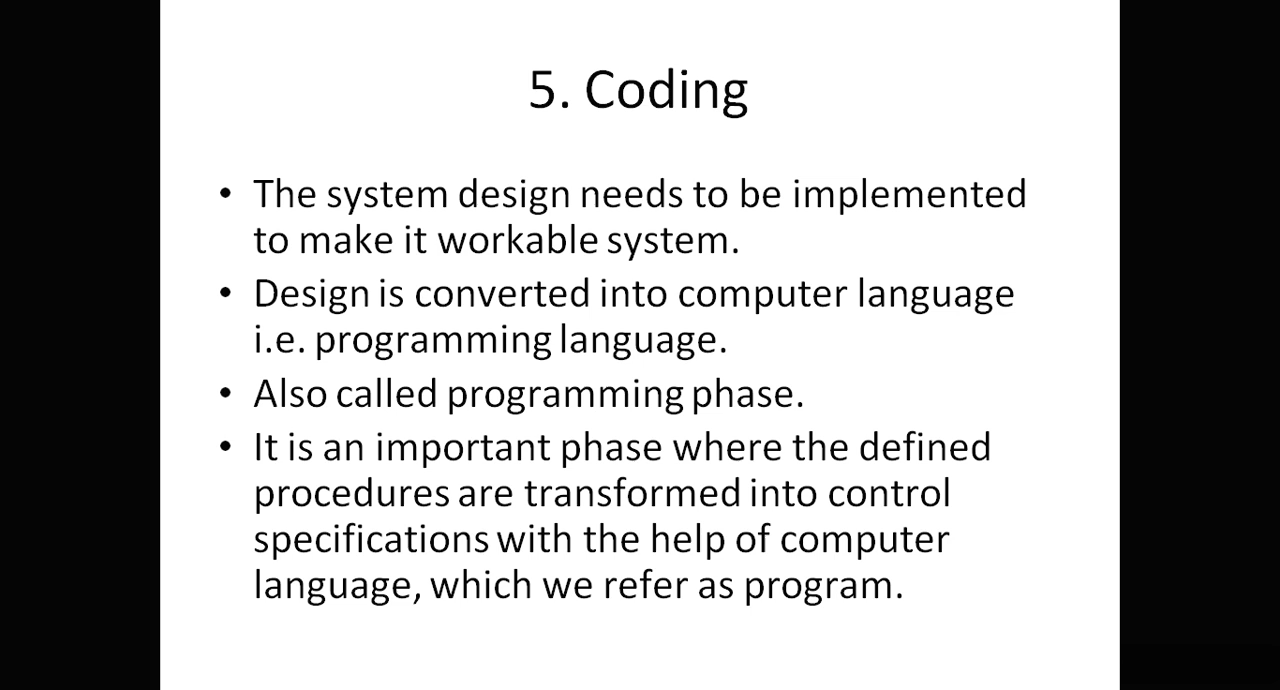 5. Coding
• The system design needs to be implemented
to make it workable system.
• Design is converted into computer language
i.e. programming language.
• Also called programming phase.
• It is an important phase where the defined
procedures are transformed into control
specifications with the help of computer
language, which we refer as program.